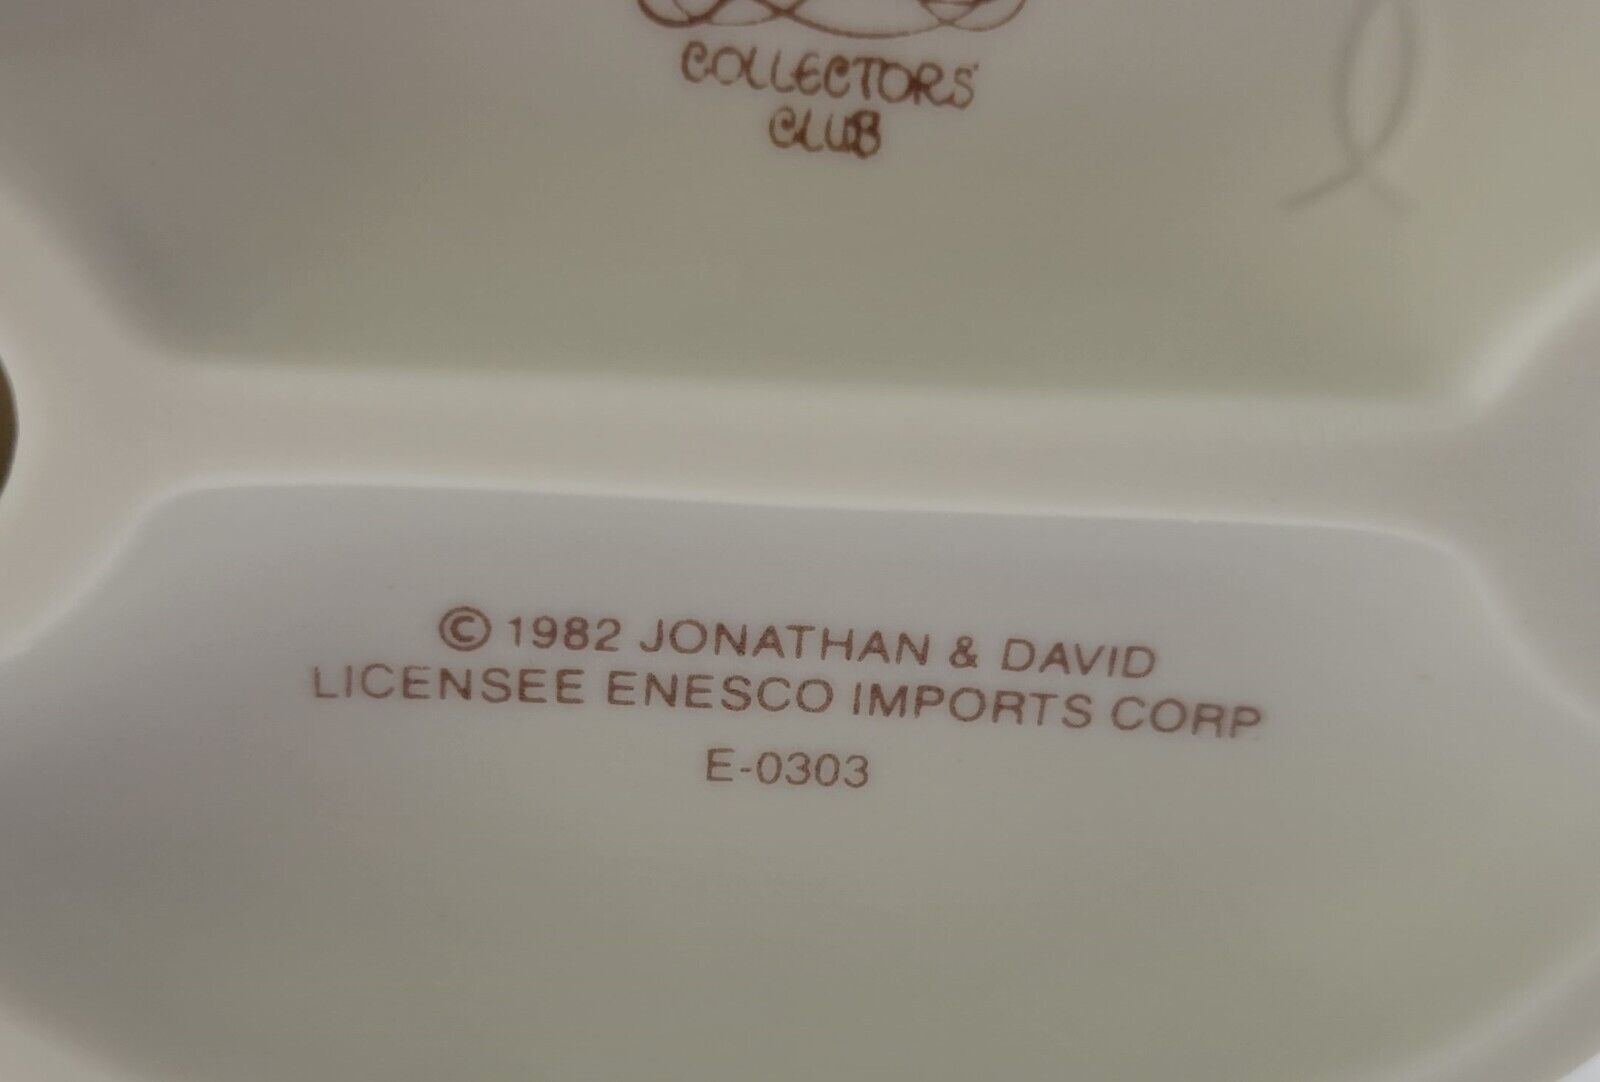 COLLECTORS'
CLUB
© 1982 JONATHAN & DAVID
LICENSEE ENESCO IMPORTS CORP.
E-0303